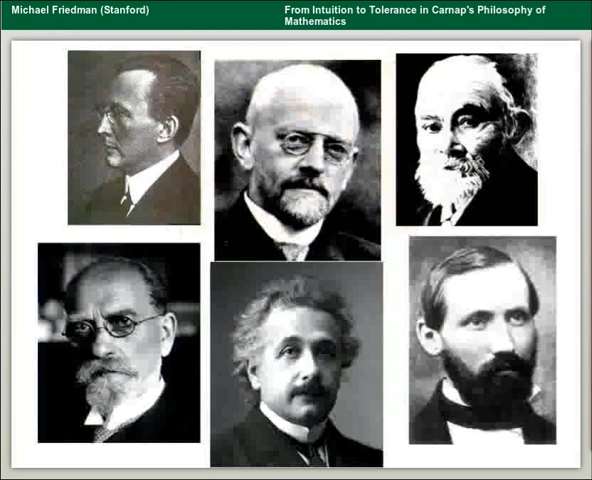 Michael Friedman (Stanford)
From Intuition to Tolerance in Carnap's Philosophy of
Mathematics